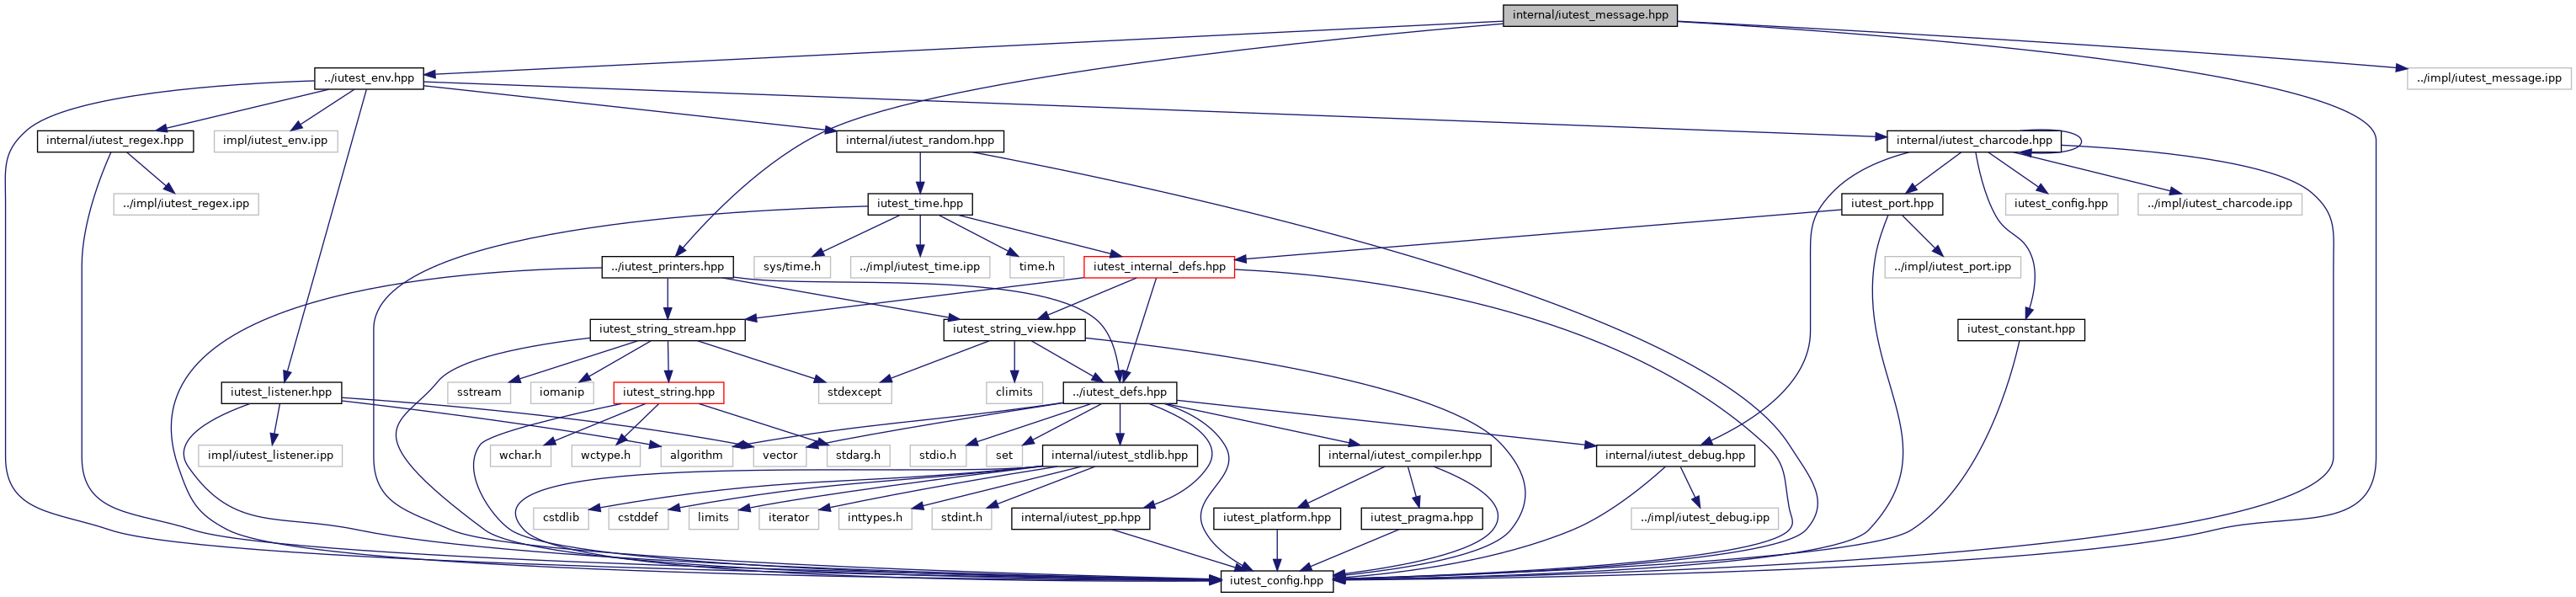 internal/iutest_message.hpp
../iutest_env.hpp
../impl/iutest_message.ipp
internal/iutest_regex.hpp
impl/iutest_env.ipp
internal/iutest_random.hpp
internal/iutest_charcode.hpp
../impl/iutest_regex.ipp
iutest_time.hpp
iutest_port.hpp
iutest_config.hpp
../impl/iutest_charcode.ipp
../iutest_printers.hpp
sys/time.h
../impl/iutest_time.ipp
time.h
iutest_internal_defs.hpp
../impl/iutest_port.ipp
iutest_string_stream.hpp
iutest_string_view.hpp
iutest_constant.hpp
iutest_listener.hpp
sstream
iomanip
iutest_string.hpp
stdexcept
climits
../iutest_defs.hpp
impl/iutest_listener.ipp
wchar.h
wctype.h
algorithm
vector
stdarg.h
stdio.h
set
internal/iutest_stdlib.hpp
internal/iutest_compiler.hpp
internal/iutest_debug.hpp
cstdlib
cstddef
limits
iterator
inttypes.h
stdint.h
internal/iutest_pp.hpp
iutest_platform.hpp
iutest_pragma.hpp
../impl/iutest_debug.ipp
iutest_config.hpp